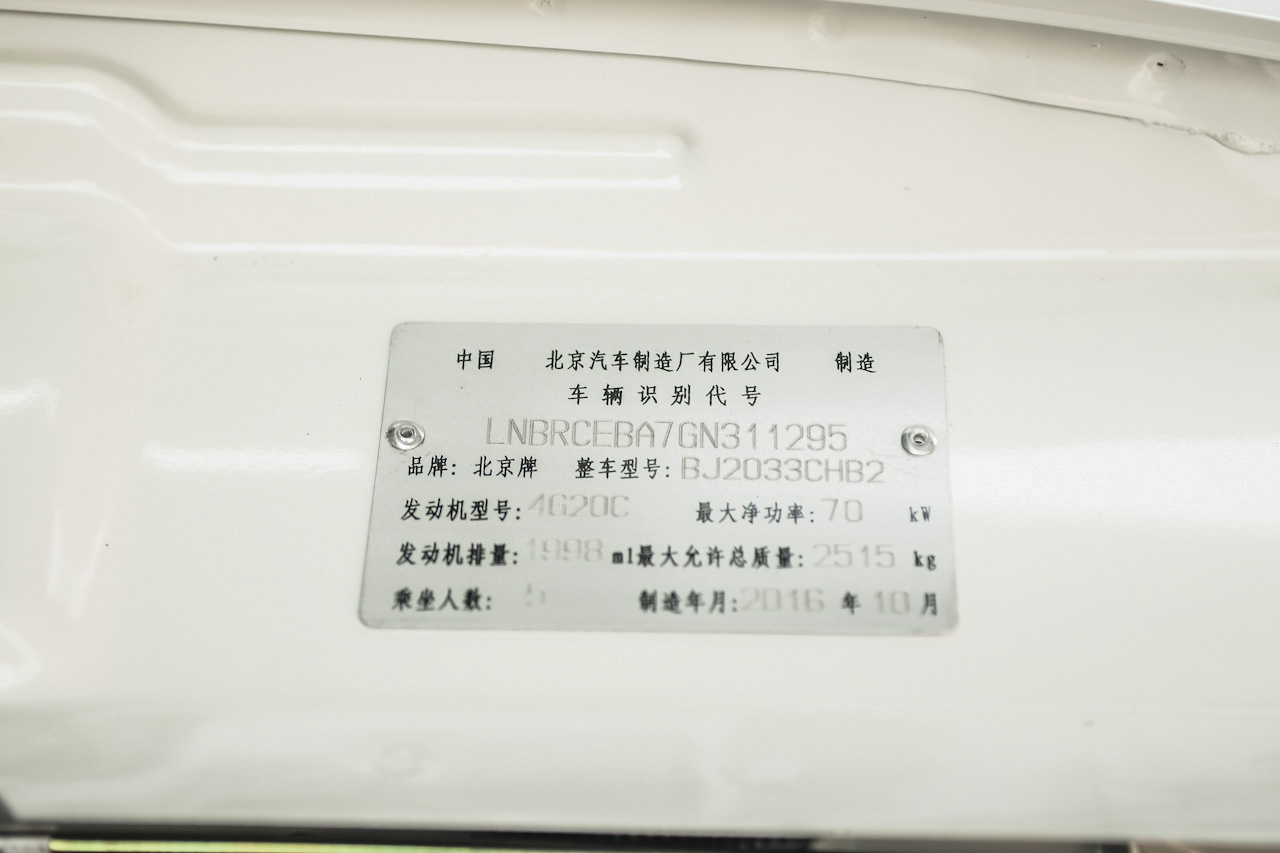 中国 北京汽车制造厂有限公司 制造
车辆识别代号
LNBRCEBA7GN311295
品牌: 北京牌 整车型号: BJ2033CHB2
发动机型号: 4G20C 最大净功率: 70 kW
发动机排量: 1998 ml 最大允许总质量: 2515 kg
乘坐人数: 5 制造年月: 2016 年 10 月